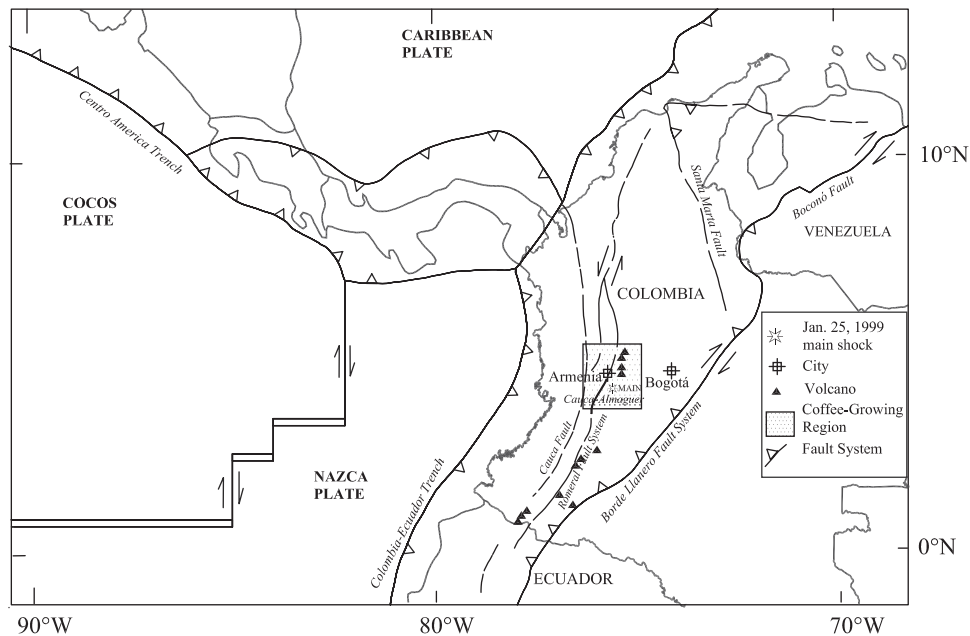 CARIBBEAN
PLATE
Centro America Trench
10°N
COCOS
PLATE
Santa Marta Fault
Boconó Fault
VENEZUELA
COLOMBIA
Jan. 25, 1999
main shock
City
Volcano
Coffee-Growing
Region
Fault System
Armenia
MAIN
Bogotá
Cauca-Almoguer
Cauca Fault
Romeral Fault System
Borde Llanero Fault System
NAZCA
PLATE
Colombia-Ecuador Trench
0°N
ECUADOR
90°W
80°W
70°W